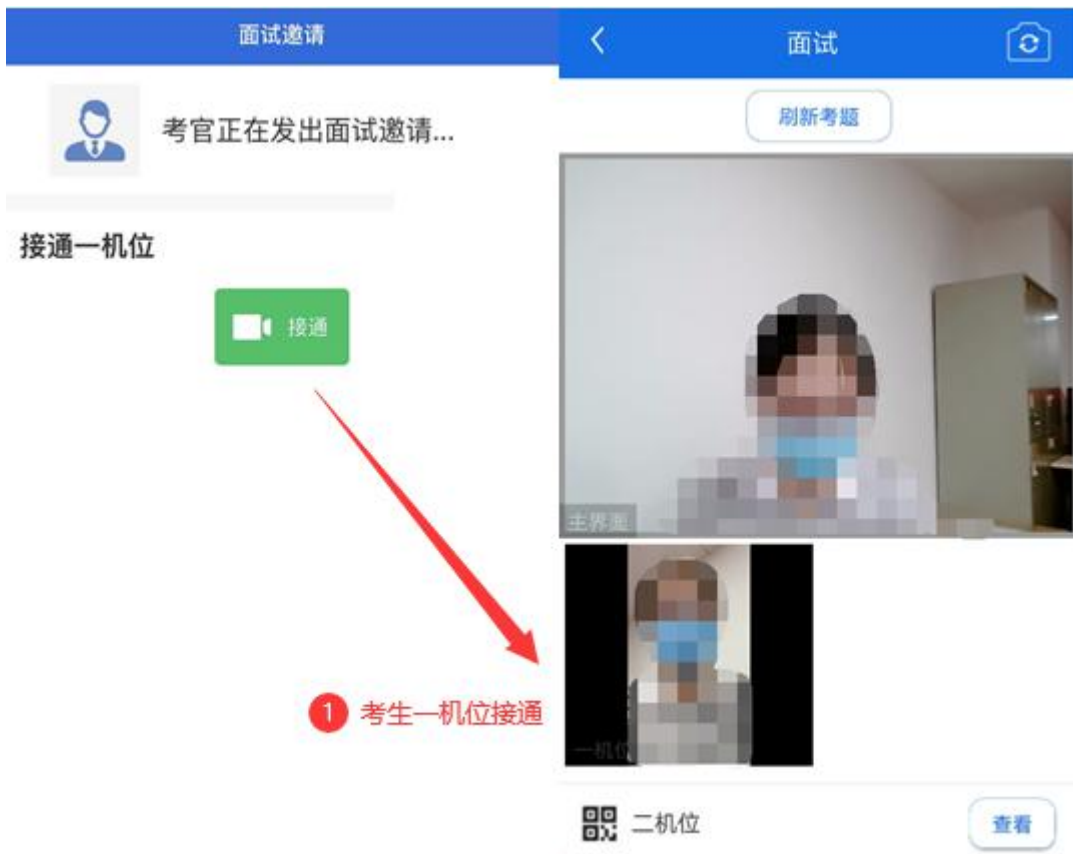 面试邀请
考官正在发出面试邀请...
接通一机位
接通
1 考生一机位接通
面试
刷新考题
主界面
一机位
二机位
查看